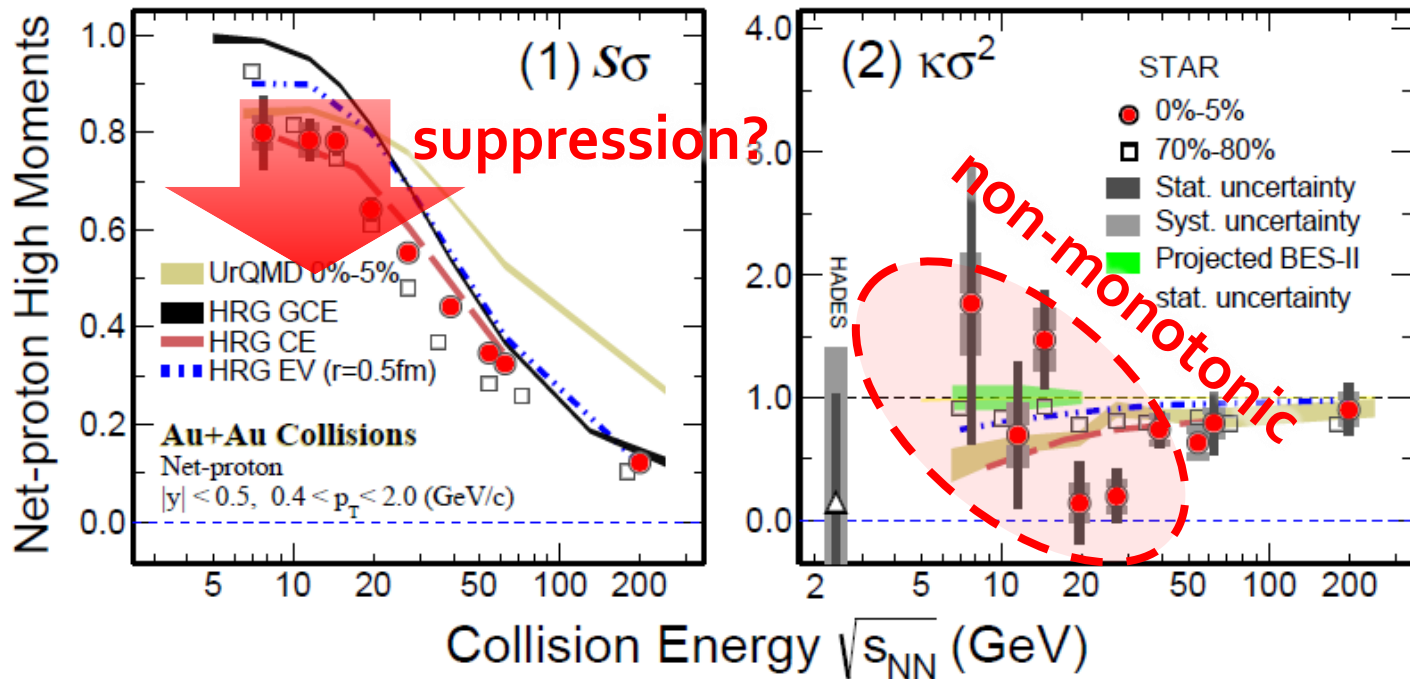 Net-proton High Moments
1.0
0.8
0.6
0.4
0.2
0.0
(1) Sσ
suppression?
UrQMD 0%-5%
HRG GCE
HRG CE
HRG EV (r=0.5fm)
Au+Au Collisions
Net-proton
|y| < 0.5, 0.4 < p_T < 2.0 (GeV/c)
5 10 20 50 100 200
4.0
3.0
2.0
1.0
0.0
(2) κσ²
STAR
0%-5%
70%-80%
Stat. uncertainty
Syst. uncertainty
Projected BES-II
stat. uncertainty
non-monotonic
HADES
2 5 10 20 50 100 200
Collision Energy √s_NN (GeV)